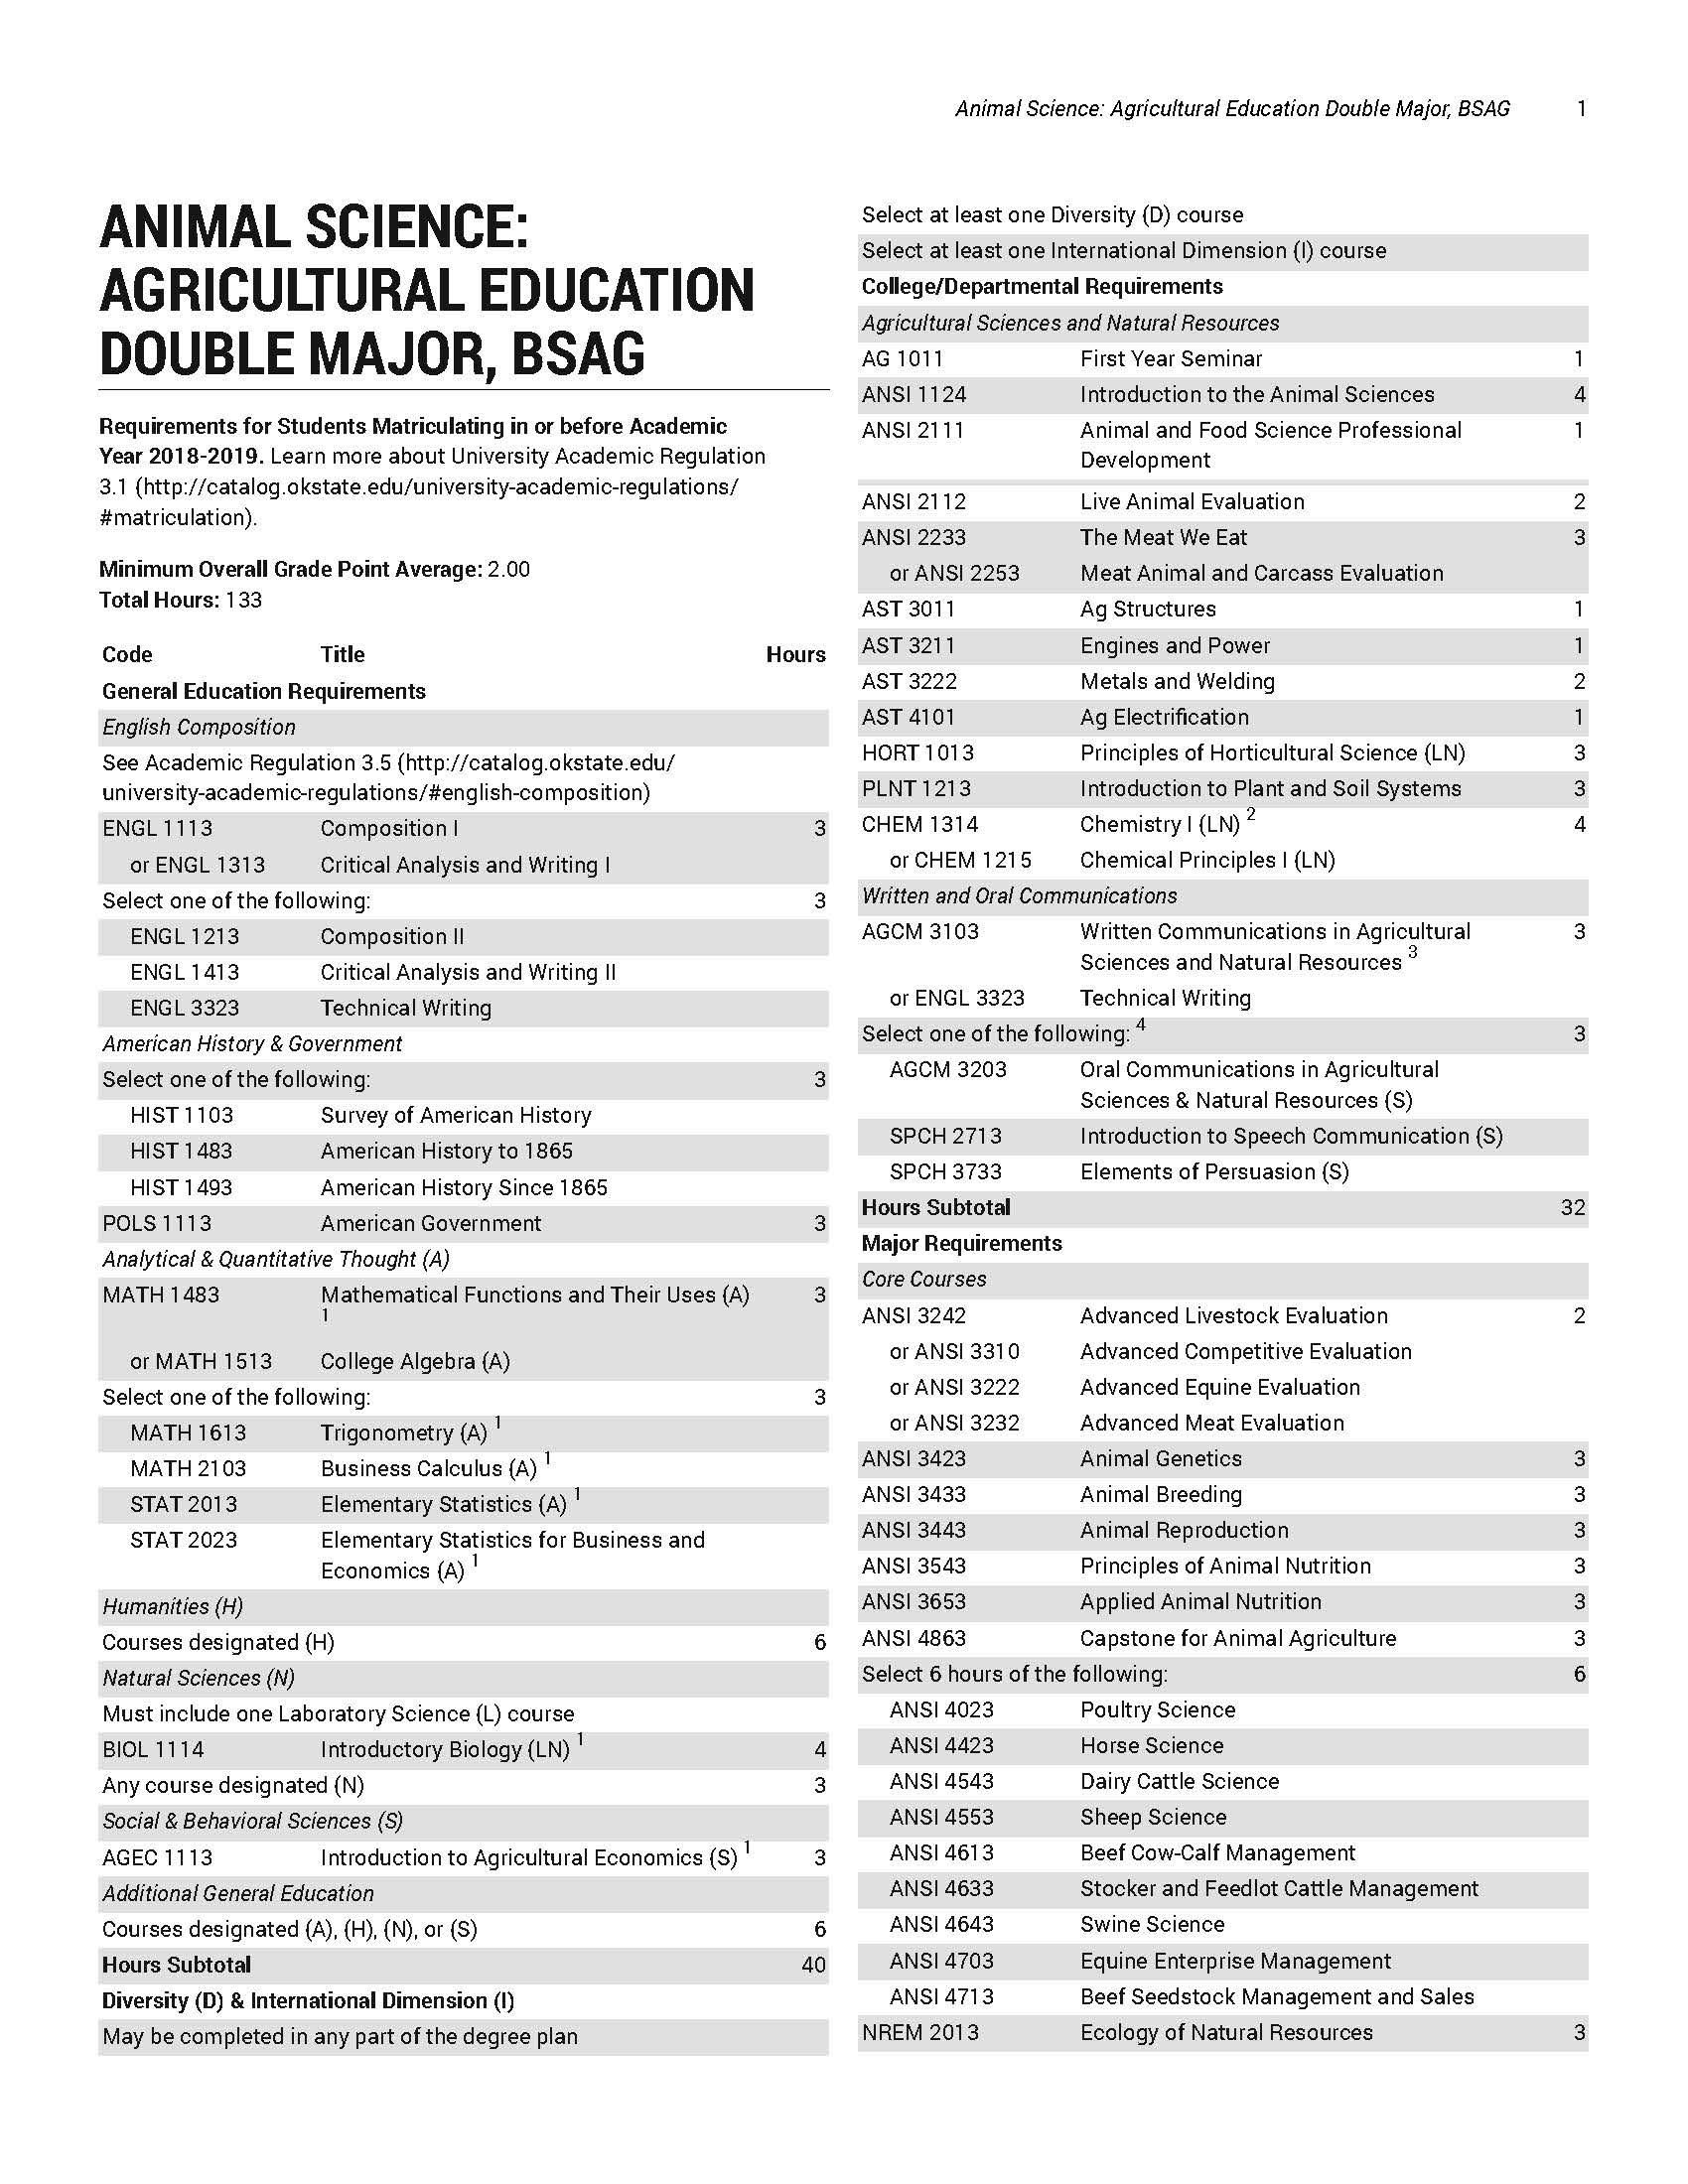 Animal Science: Agricultural Education Double Major, BSAG 1
ANIMAL SCIENCE:
AGRICULTURAL EDUCATION
DOUBLE MAJOR, BSAG
Requirements for Students Matriculating in or before Academic
Year 2018-2019. Learn more about University Academic Regulation
3.1 (http://catalog.okstate.edu/university-academic-regulations/
#matriculation).
Minimum Overall Grade Point Average: 2.00
Total Hours: 133
Code Title Hours
General Education Requirements
English Composition
See Academic Regulation 3.5 (http://catalog.okstate.edu/
university-academic-regulations/#english-composition)
ENGL 1113 Composition I 3
or ENGL 1313 Critical Analysis and Writing I
Select one of the following: 3
ENGL 1213 Composition II
ENGL 1413 Critical Analysis and Writing II
ENGL 3323 Technical Writing
American History & Government
Select one of the following: 3
HIST 1103 Survey of American History
HIST 1483 American History to 1865
HIST 1493 American History Since 1865
POLS 1113 American Government 3
Analytical & Quantitative Thought (A)
MATH 1483 Mathematical Functions and Their Uses (A) 3
1
or MATH 1513 College Algebra (A)
Select one of the following: 3
MATH 1613 Trigonometry (A) 1
MATH 2103 Business Calculus (A) 1
STAT 2013 Elementary Statistics (A) 1
STAT 2023 Elementary Statistics for Business and
Economics (A) 1
Humanities (H)
Courses designated (H) 6
Natural Sciences (N)
Must include one Laboratory Science (L) course
BIOL 1114 Introductory Biology (LN) 1 4
Any course designated (N) 3
Social & Behavioral Sciences (S)
AGEC 1113 Introduction to Agricultural Economics (S) 1 3
Additional General Education
Courses designated (A), (H), (N), or (S) 6
Hours Subtotal 40
Diversity (D) & International Dimension (I)
May be completed in any part of the degree plan
Select at least one Diversity (D) course
Select at least one International Dimension (I) course
College/Departmental Requirements
Agricultural Sciences and Natural Resources
AG 1011 First Year Seminar 1
ANSI 1124 Introduction to the Animal Sciences 4
ANSI 2111 Animal and Food Science Professional 1
Development
ANSI 2112 Live Animal Evaluation 2
ANSI 2233 The Meat We Eat 3
or ANSI 2253 Meat Animal and Carcass Evaluation
AST 3011 Ag Structures 1
AST 3211 Engines and Power 1
AST 3222 Metals and Welding 2
AST 4101 Ag Electrification 1
HORT 1013 Principles of Horticultural Science (LN) 3
PLNT 1213 Introduction to Plant and Soil Systems 3
CHEM 1314 Chemistry I (LN) 2 4
or CHEM 1215 Chemical Principles I (LN)
Written and Oral Communications
AGCM 3103 Written Communications in Agricultural 3
Sciences and Natural Resources 3
or ENGL 3323 Technical Writing
Select one of the following: 4 3
AGCM 3203 Oral Communications in Agricultural
Sciences & Natural Resources (S)
SPCH 2713 Introduction to Speech Communication (S)
SPCH 3733 Elements of Persuasion (S)
Hours Subtotal 32
Major Requirements
Core Courses
ANSI 3242 Advanced Livestock Evaluation 2
or ANSI 3310 Advanced Competitive Evaluation
or ANSI 3222 Advanced Equine Evaluation
or ANSI 3232 Advanced Meat Evaluation
ANSI 3423 Animal Genetics 3
ANSI 3433 Animal Breeding 3
ANSI 3443 Animal Reproduction 3
ANSI 3543 Principles of Animal Nutrition 3
ANSI 3653 Applied Animal Nutrition 3
ANSI 4863 Capstone for Animal Agriculture 3
Select 6 hours of the following: 6
ANSI 4023 Poultry Science
ANSI 4423 Horse Science
ANSI 4543 Dairy Cattle Science
ANSI 4553 Sheep Science
ANSI 4613 Beef Cow-Calf Management
ANSI 4633 Stocker and Feedlot Cattle Management
ANSI 4643 Swine Science
ANSI 4703 Equine Enterprise Management
ANSI 4713 Beef Seedstock Management and Sales
NREM 2013 Ecology of Natural Resources 3